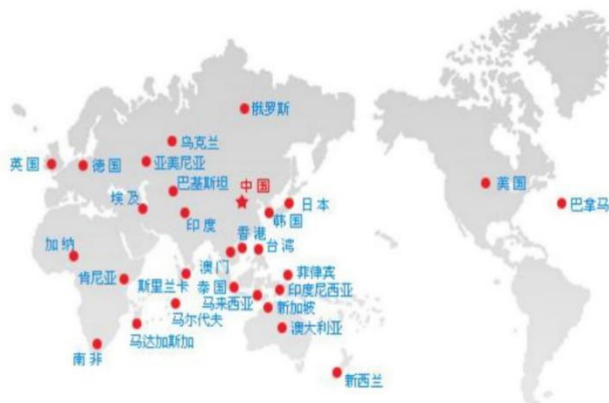 俄罗斯
乌克兰
英国
德国
亚美尼亚
巴基斯坦
中国
美国
埃及
日本
巴拿马
印度
韩国
香港
加纳
台湾
澳门
肯尼亚
斯里兰卡
泰国
菲律宾
印度尼西亚
马来西亚
马尔代夫
新加坡
澳大利亚
马达加斯加
南非
新西兰